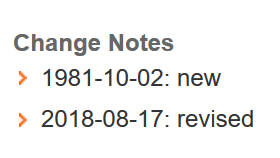 Change Notes
1981-10-02: new
2018-08-17: revised